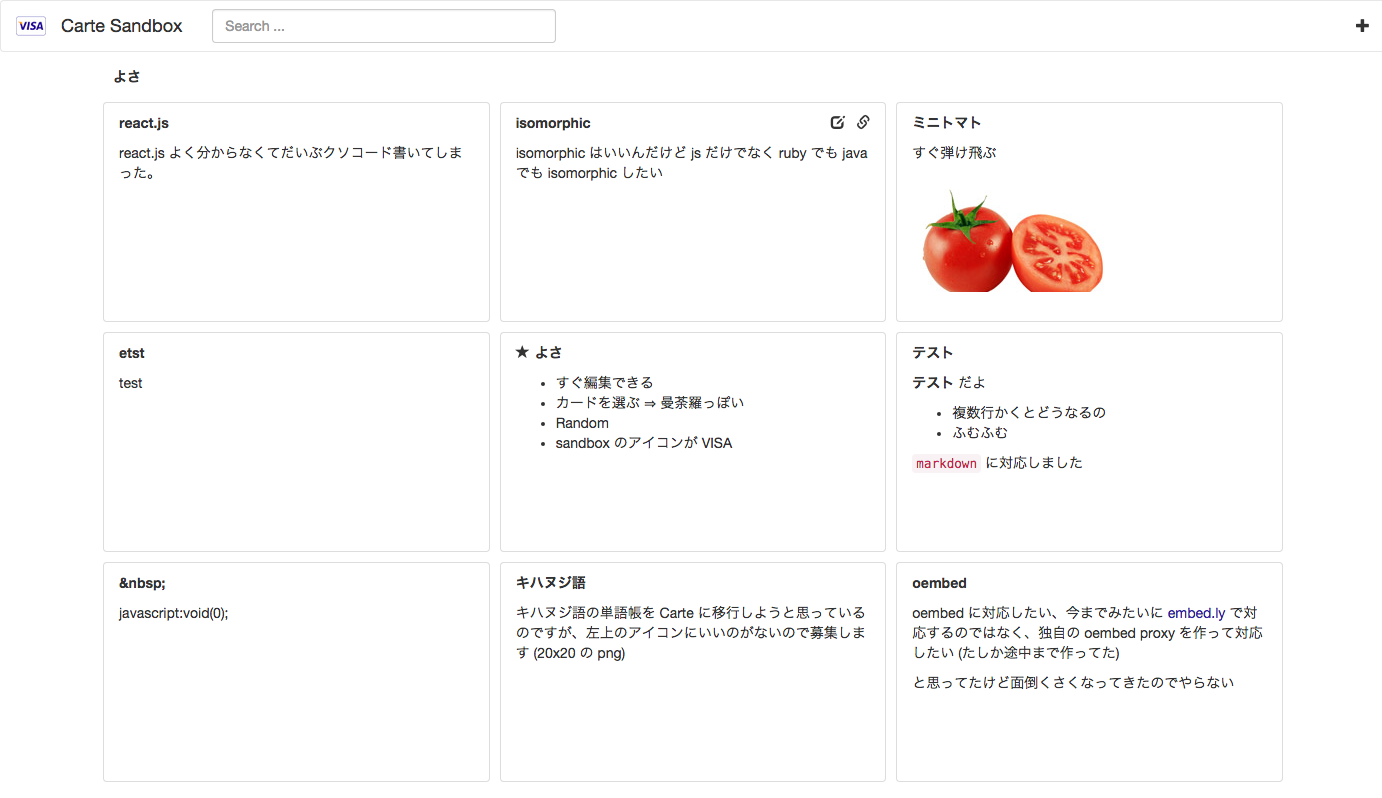 VISA Carte Sandbox Search ...
よさ
react.js
react.js よく分からなくてだいぶクソコード書いてしま
った。
isomorphic
isomorphic はいいんだけど js だけでなく ruby でも java
でも isomorphic したい
ミニトマト
すぐ弾け飛ぶ
etst
test
★ よさ
• すぐ編集できる
• カードを選ぶ ⇒ 曼荼羅っぽい
• Random
• sandbox のアイコンが VISA
テスト
テスト だよ
• 複数行かくとどうなるの
• ふむふむ
markdown に対応しました
&nbsp;
javascript:void(0);
キハヌジ語
キハヌジ語の単語帳を Carte に移行しようと思っている
のですが、左上のアイコンにいいのがないので募集しま
す (20x20 の png)
oembed
oembed に対応したい、今までみたいに embed.ly で対
応するのではなく、独自の oembed proxy を作って対応
したい (たしか途中まで作ってた)
と思ってたけど面倒くさくなってきたのでやらない